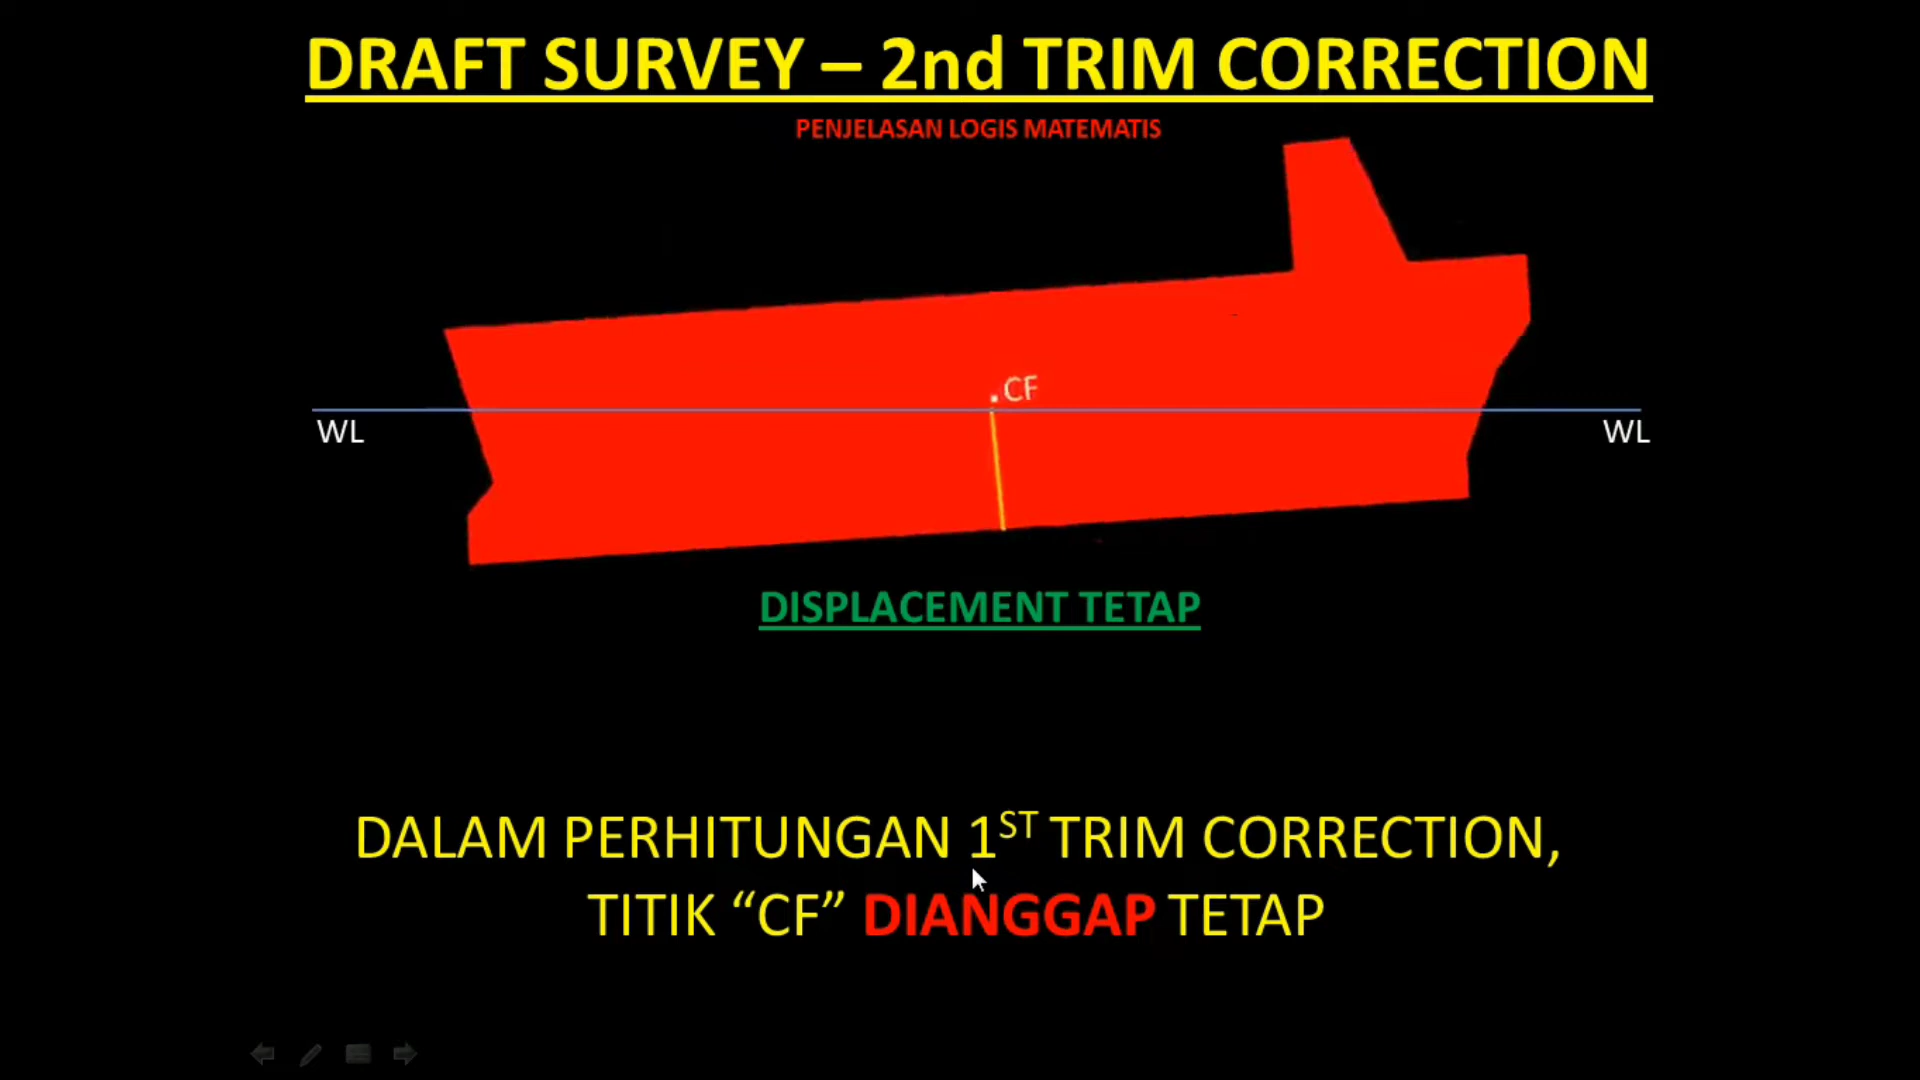 DRAFT SURVEY – 2nd TRIM CORRECTION
PENJELASAN LOGIS MATEMATIS
CF
WL
WL
DISPLACEMENT TETAP
DALAM PERHITUNGAN 1ST TRIM CORRECTION,
TITIK “CF” DIANGGAP TETAP